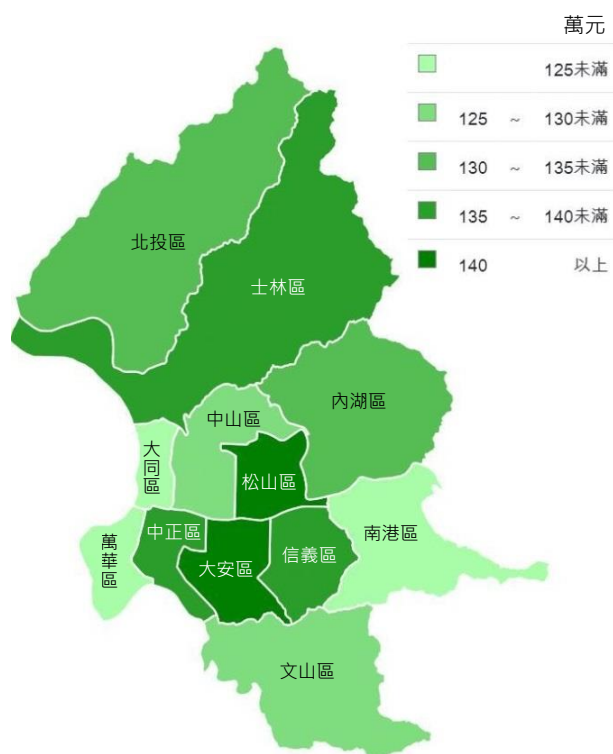 萬元
125未滿
125 ～ 130未滿
130 ～ 135未滿
135 ～ 140未滿
140 以上
北投區
士林區
內湖區
中山區
大同區
松山區
南港區
中正區
信義區
萬華區
大安區
文山區